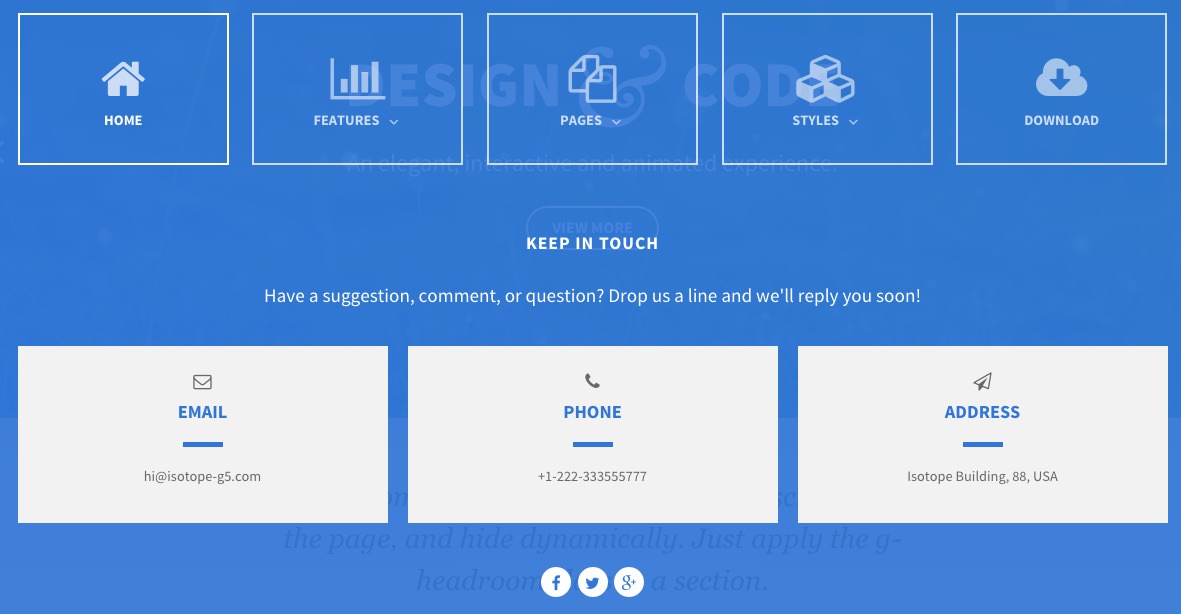 DESIGN & CODE
HOME
FEATURES
PAGES
STYLES
DOWNLOAD
An elegant, interactive and animated experience.
VIEW MORE
KEEP IN TOUCH
Have a suggestion, comment, or question? Drop us a line and we'll reply you soon!
EMAIL
hi@isotope-g5.com
PHONE
+1-222-333555777
ADDRESS
Isotope Building, 88, USA
the page, and hide dynamically. Just apply the g-
headroom a section.